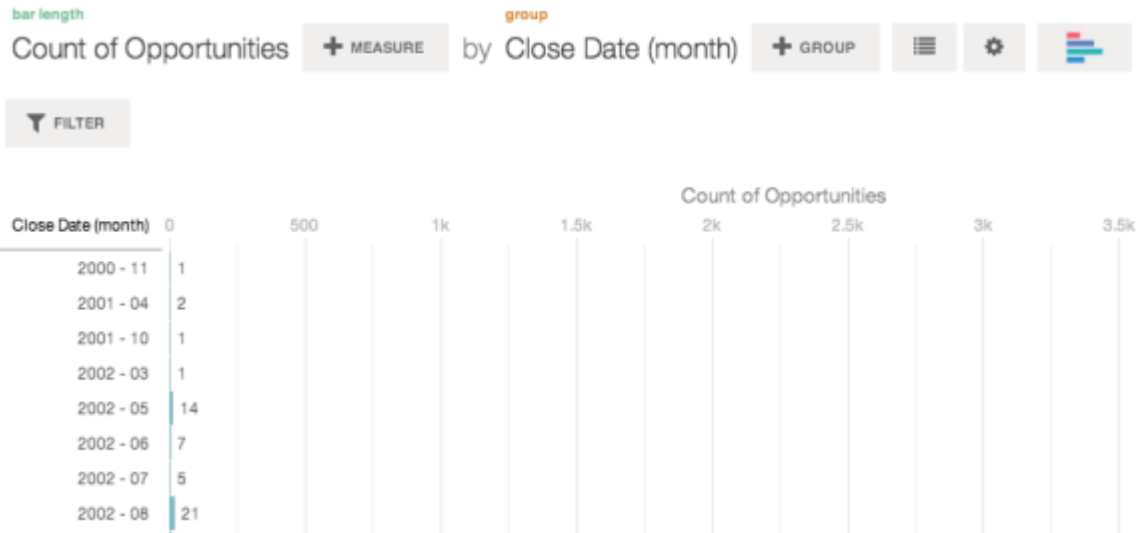 bar length group
Count of Opportunities + MEASURE by Close Date (month) + GROUP
FILTER
Count of Opportunities
Close Date (month) 0 500 1k 1.5k 2k 2.5k 3k 3.5k
2000 - 11 1
2001 - 04 2
2001 - 10 1
2002 - 03 1
2002 - 05 14
2002 - 06 7
2002 - 07 5
2002 - 08 21